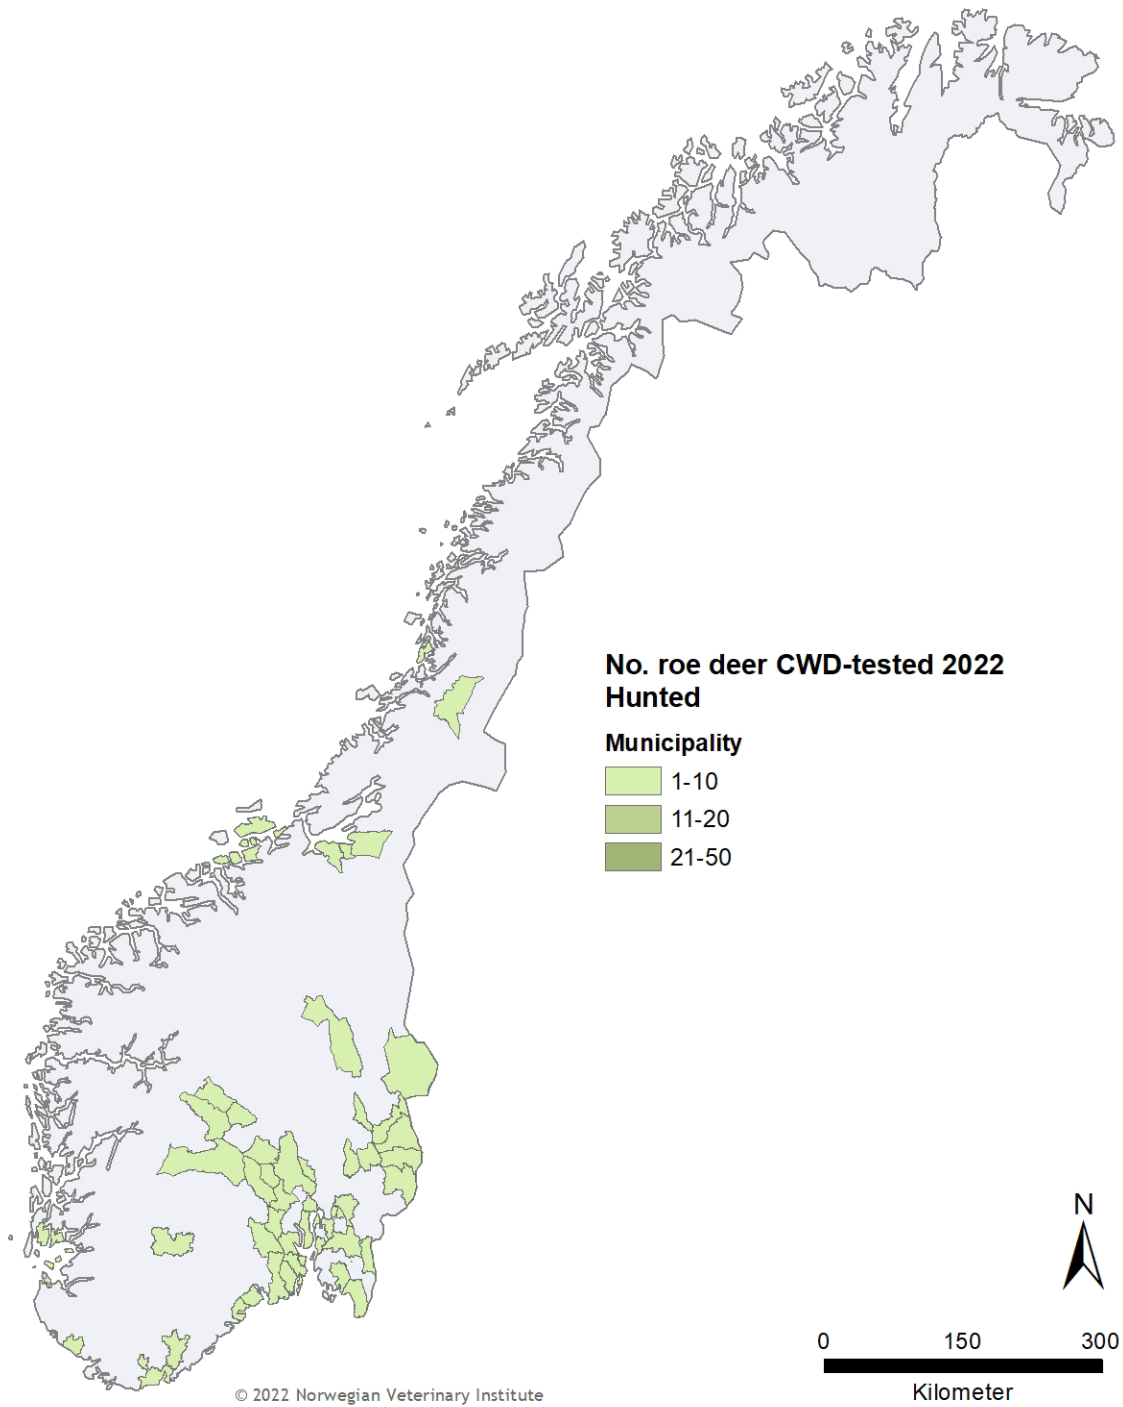 No. roe deer CWD-tested 2022
Hunted
Municipality
1-10
11-20
21-50
N
0 150 300
Kilometer
© 2022 Norwegian Veterinary Institute